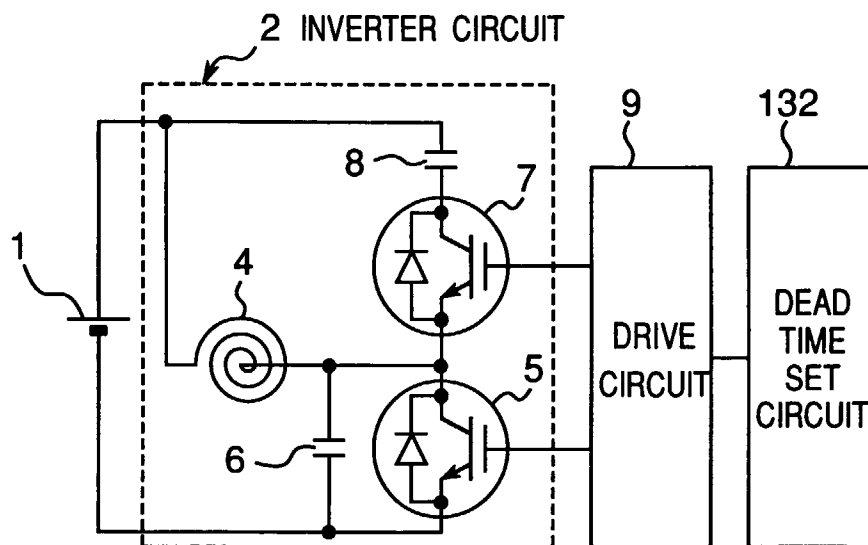 2 INVERTER CIRCUIT
9
132
8
7
1
4
DRIVE
CIRCUIT
DEAD
TIME
SET
CIRCUIT
5
6